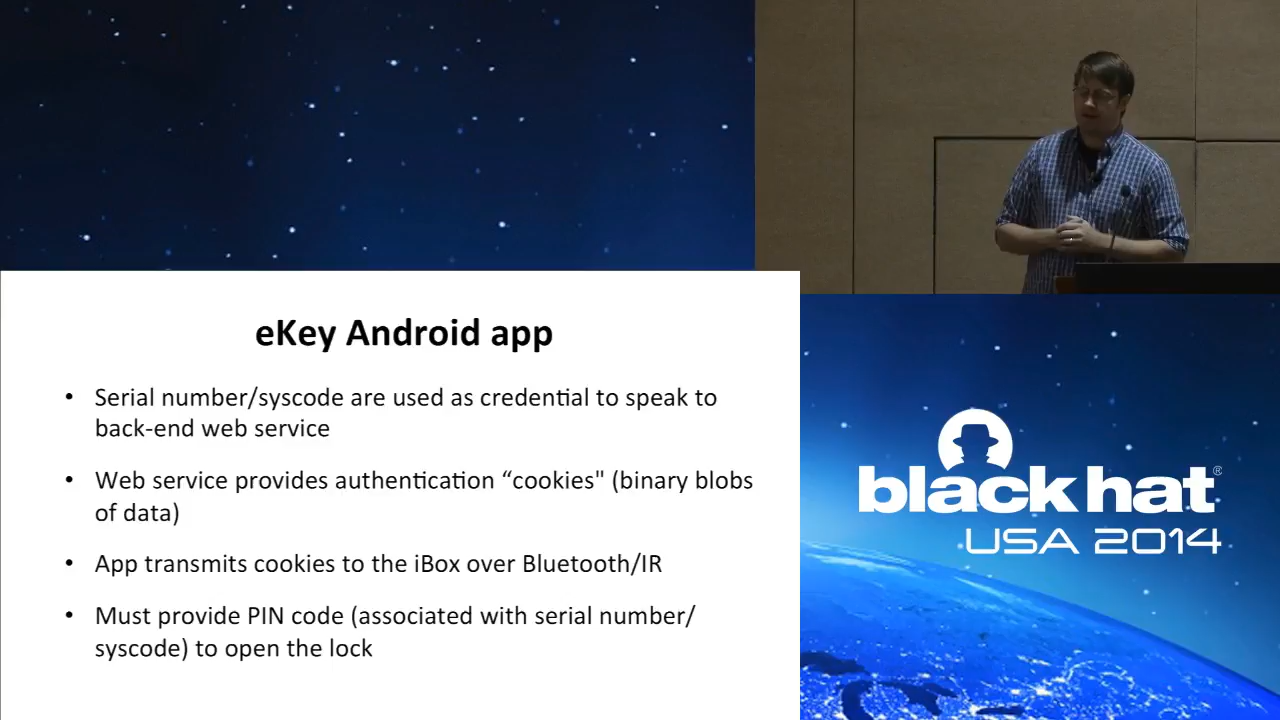 eKey Android app
• Serial number/syscode are used as credential to speak to
back-end web service
• Web service provides authentication “cookies" (binary blobs
of data)
• App transmits cookies to the iBox over Bluetooth/IR
• Must provide PIN code (associated with serial number/
syscode) to open the lock
black hat®
USA 2014